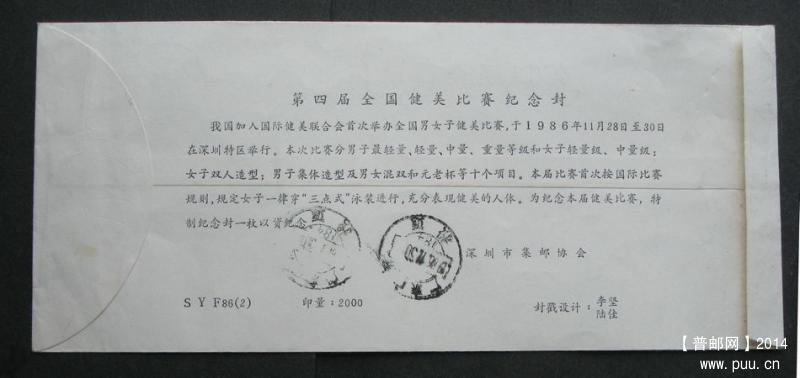 第四届全国健美比赛纪念封
我国加入国际健美联合会首次举办全国男女子健美比赛,于1986年11月28日至30日
在深圳特区举行。本次比赛分男子最轻量、轻量、中量、重量等级和女子轻量级、中量级;
女子双人造型;男子集体造型及男女混双和元老杯等十个项目。本届比赛首次按国际比赛
规则,规定女子一律穿“三点式”泳装进行,充分表现健美的人体。为纪念本届健美比赛,特
制纪念封一枚以资纪念
深圳市集邮协会
SYF86(2) 印量:2000 封戳设计:李坚
陆佳
【普邮网】2014
www.puu.cn